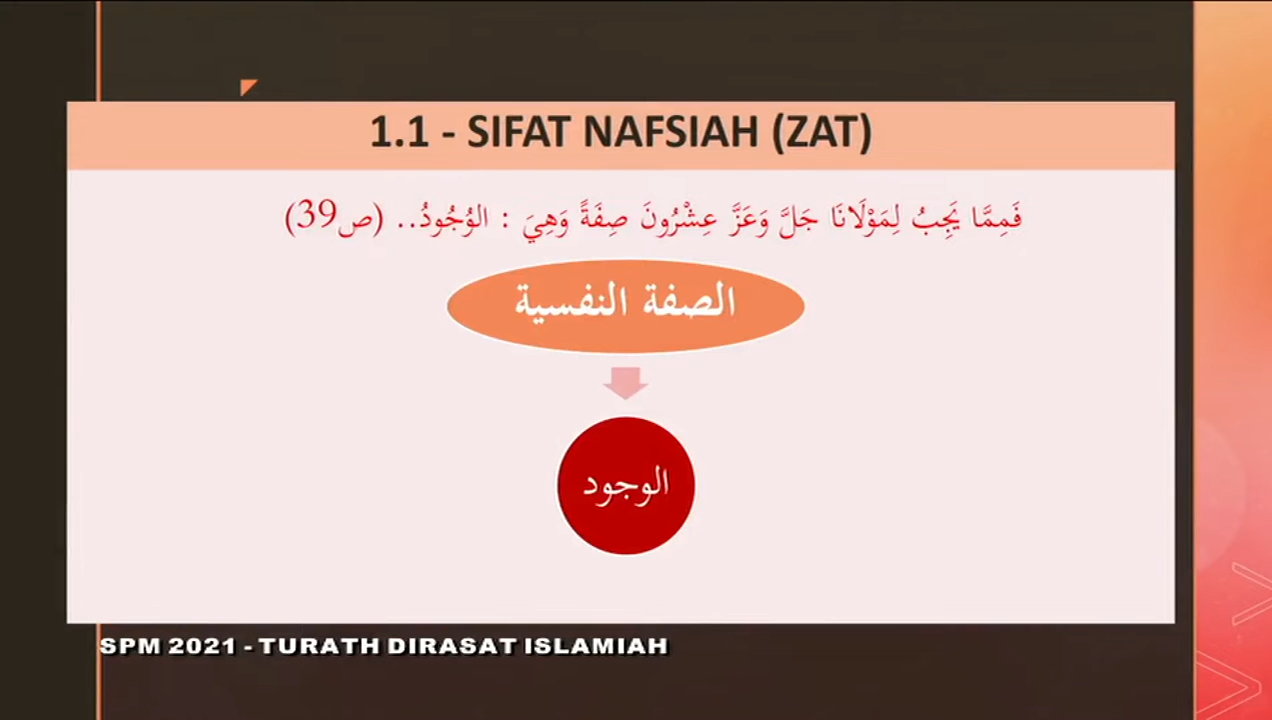 1.1 - SIFAT NAFSIAH (ZAT)
فَمِمَّا يَجِبُ لِمَوْلَانَا جَلَّ وَعَزَّ عِشْرُونَ صِفَةً وَهِيَ : الوُجُودُ.. (ص39)
الصفة النفسية
الوجود
SPM 2021 - TURATH DIRASAT ISLAMIAH